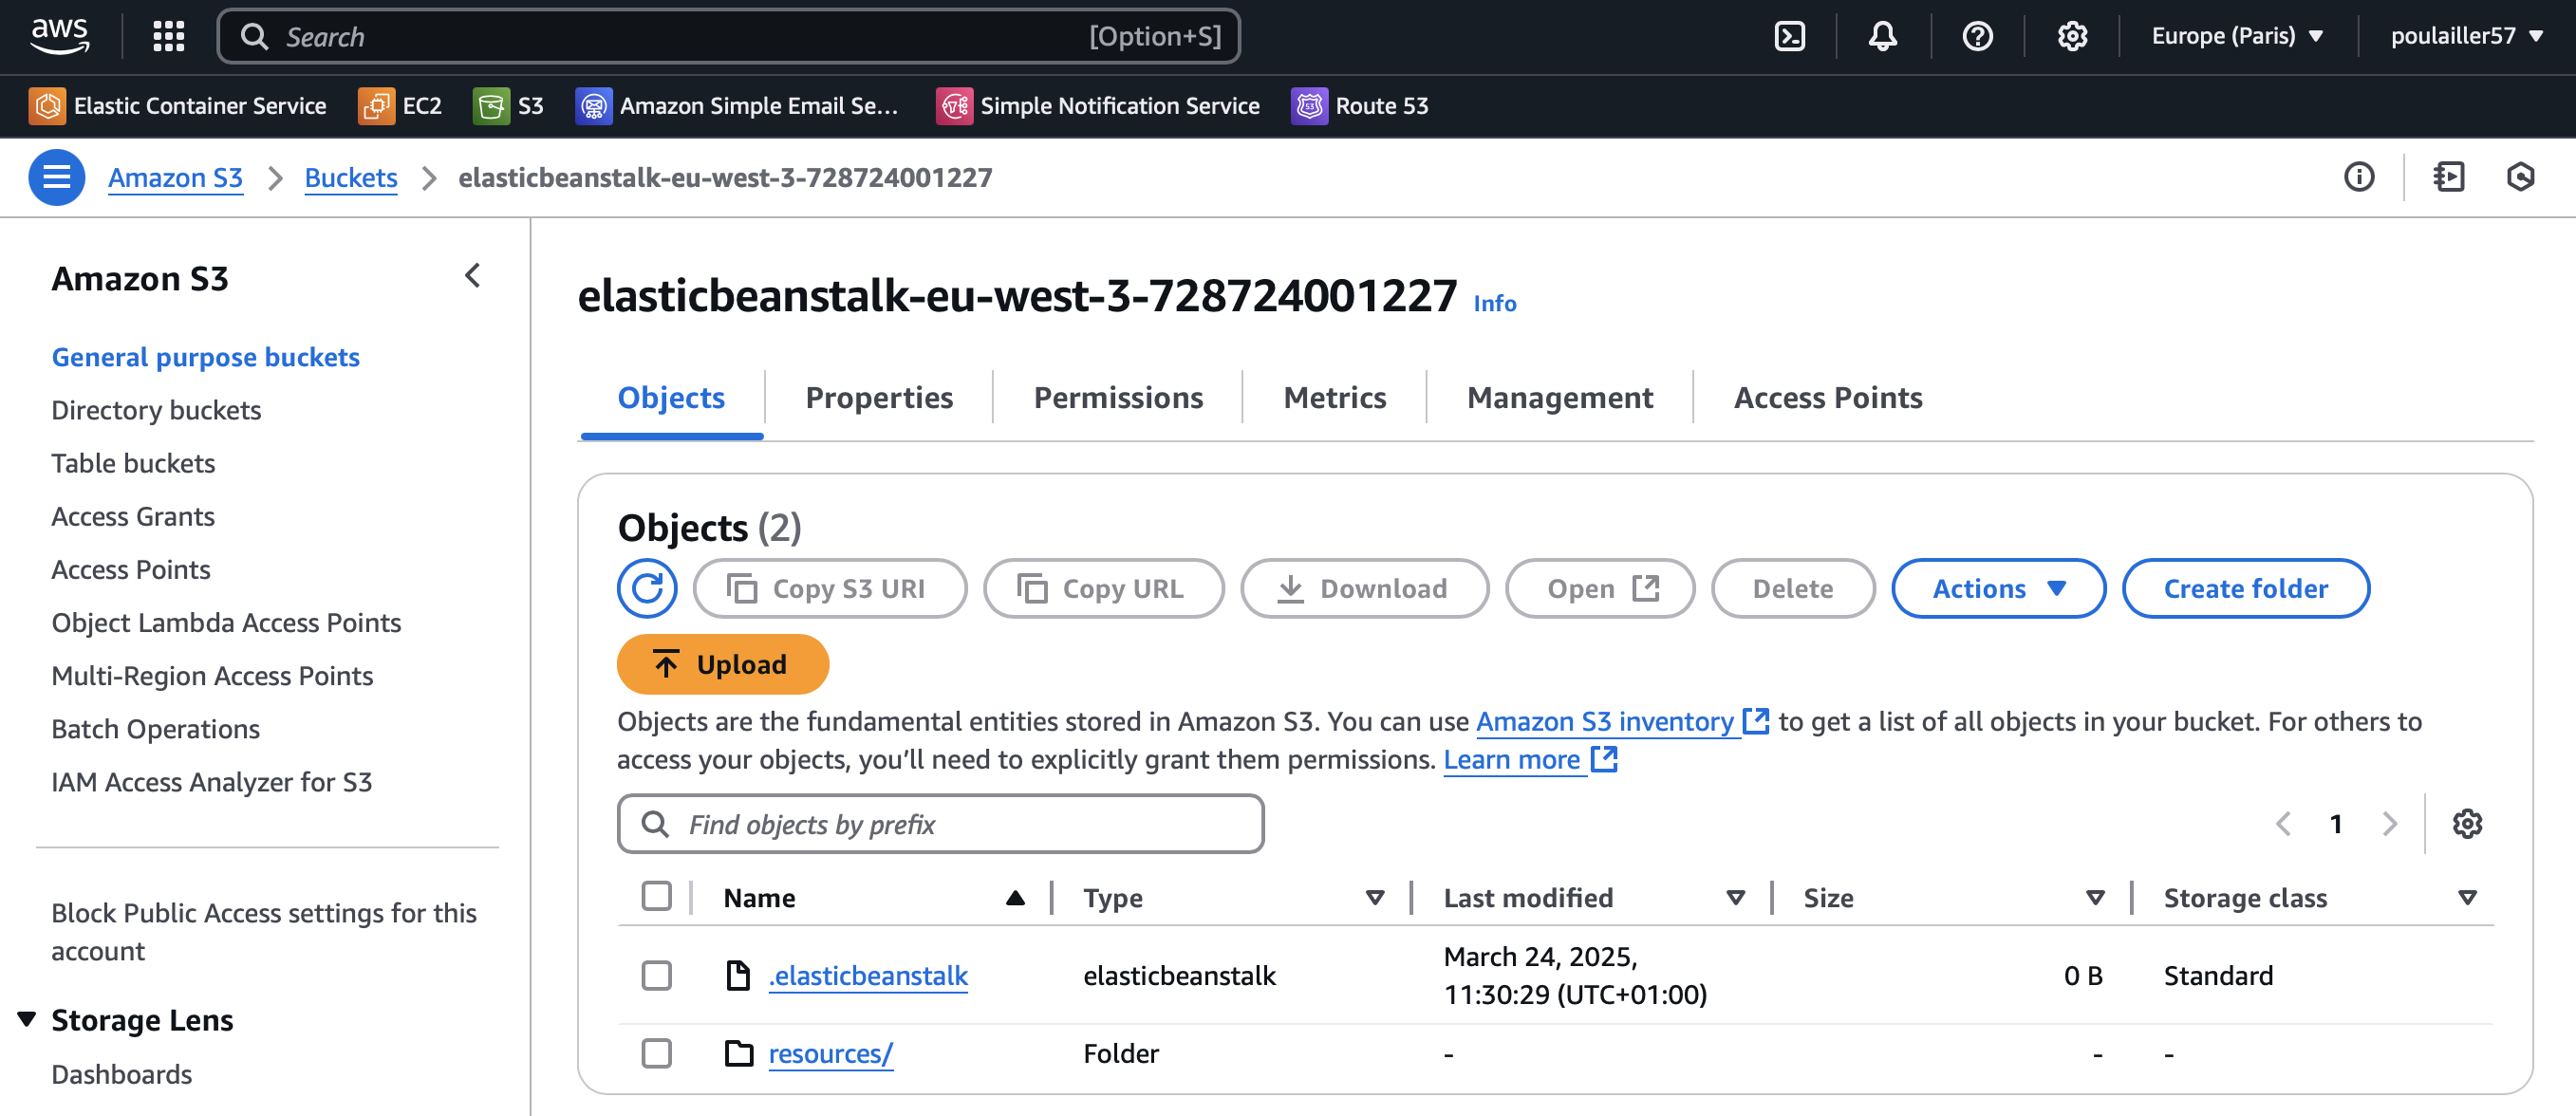 aws
Search [Option+S]
Europe (Paris)
poulailler57
Elastic Container Service
EC2
S3
Amazon Simple Email Se...
Simple Notification Service
Route 53
Amazon S3
Buckets
elasticbeanstalk-eu-west-3-728724001227
Amazon S3
General purpose buckets
Directory buckets
Table buckets
Access Grants
Access Points
Object Lambda Access Points
Multi-Region Access Points
Batch Operations
IAM Access Analyzer for S3
Block Public Access settings for this
account
Storage Lens
Dashboards
elasticbeanstalk-eu-west-3-728724001227 Info
Objects
Properties
Permissions
Metrics
Management
Access Points
Objects (2)
Copy S3 URI
Copy URL
Download
Open
Delete
Actions
Create folder
Upload
Objects are the fundamental entities stored in Amazon S3. You can use Amazon S3 inventory to get a list of all objects in your bucket. For others to
access your objects, you’ll need to explicitly grant them permissions. Learn more
Find objects by prefix
1
Name
Type
Last modified
Size
Storage class
.elasticbeanstalk
elasticbeanstalk
March 24, 2025,
11:30:29 (UTC+01:00)
0 B
Standard
resources/
Folder
-
-
-